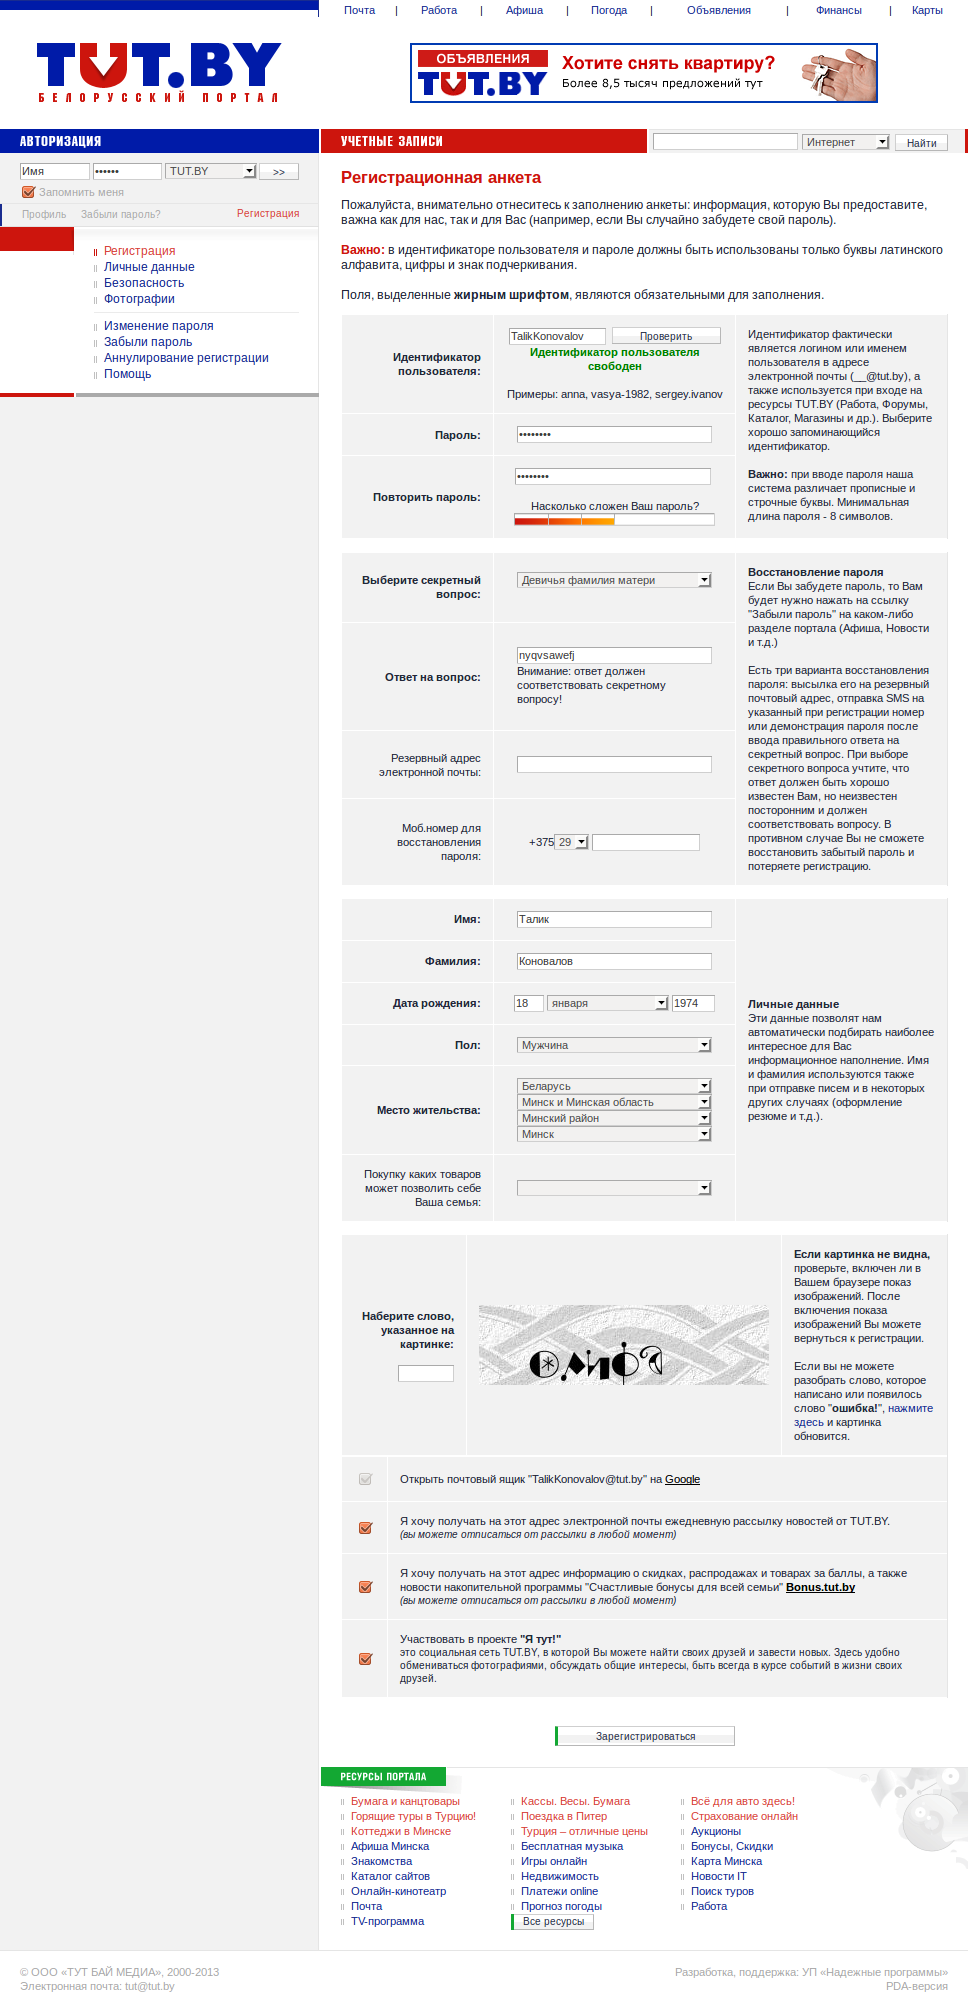 Почта | Работа | Афиша | Погода | Объявления | Финансы | Карты
TUT.BY
БЕЛОРУССКИЙ ПОРТАЛ
ОБЪЯВЛЕНИЯ
TUT.BY
Хотите снять квартиру?
Более 8,5 тысяч предложений тут
АВТОРИЗАЦИЯ
УЧЕТНЫЕ ЗАПИСИ
Интернет
Найти
Имя
••••••
TUT.BY
>>
Запомнить меня
Профиль
Забыли пароль?
Регистрация
Регистрация
Личные данные
Безопасность
Фотографии
Изменение пароля
Забыли пароль
Аннулирование регистрации
Помощь
Регистрационная анкета
Пожалуйста, внимательно отнеситесь к заполнению анкеты: информация, которую Вы предоставите,
важна как для нас, так и для Вас (например, если Вы случайно забудете свой пароль).
Важно: в идентификаторе пользователя и пароле должны быть использованы только буквы латинского
алфавита, цифры и знак подчеркивания.
Поля, выделенные жирным шрифтом, являются обязательными для заполнения.
Идентификатор
пользователя:
TalikKonovalov
Проверить
Идентификатор пользователя
свободен
Примеры: anna, vasya-1982, sergey.ivanov
Пароль:
••••••••
Повторить пароль:
••••••••
Насколько сложен Ваш пароль?
Идентификатор фактически
является логином или именем
пользователя в адресе
электронной почты (__@tut.by), а
также используется при входе на
ресурсы TUT.BY (Работа, Форумы,
Каталог, Магазины и др.). Выберите
хорошо запоминающийся
идентификатор.
Важно: при вводе пароля наша
система различает прописные и
строчные буквы. Минимальная
длина пароля - 8 символов.
Выберите секретный
вопрос:
Девичья фамилия матери
Ответ на вопрос:
nyqvsawefj
Внимание: ответ должен
соответствовать секретному
вопросу!
Резервный адрес
электронной почты:
Моб.номер для
восстановления
пароля:
+375 29
Восстановление пароля
Если Вы забудете пароль, то Вам
будет нужно нажать на ссылку
"Забыли пароль" на каком-либо
разделе портала (Афиша, Новости
и т.д.)
Есть три варианта восстановления
пароля: высылка его на резервный
почтовый адрес, отправка SMS на
указанный при регистрации номер
или демонстрация пароля после
ввода правильного ответа на
секретный вопрос. При выборе
секретного вопроса учтите, что
ответ должен быть хорошо
известен Вам, но неизвестен
посторонним и должен
соответствовать вопросу. В
противном случае Вы не сможете
восстановить забытый пароль и
потеряете регистрацию.
Имя:
Талик
Фамилия:
Коновалов
Дата рождения:
18 января 1974
Пол:
Мужчина
Место жительства:
Беларусь
Минск и Минская область
Минский район
Минск
Покупку каких товаров
может позволить себе
Ваша семья:
Личные данные
Эти данные позволят нам
автоматически подбирать наиболее
интересное для Вас
информационное наполнение. Имя
и фамилия используются также
при отправке писем и в некоторых
других случаях (оформление
резюме и т.д.).
Наберите слово,
указанное на
картинке:
Если картинка не видна,
проверьте, включен ли в
Вашем браузере показ
изображений. После
включения показа
изображений Вы можете
вернуться к регистрации.
Если вы не можете
разобрать слово, которое
написано или появилось
слово "ошибка!", нажмите
здесь и картинка
обновится.
Открыть почтовый ящик "TalikKonovalov@tut.by" на Google
Я хочу получать на этот адрес электронной почты ежедневную рассылку новостей от TUT.BY.
(вы можете отписаться от рассылки в любой момент)
Я хочу получать на этот адрес информацию о скидках, распродажах и товарах за баллы, а также
новости накопительной программы "Счастливые бонусы для всей семьи" Bonus.tut.by
(вы можете отписаться от рассылки в любой момент)
Участвовать в проекте "Я тут!"
это социальная сеть TUT.BY, в которой Вы можете найти своих друзей и завести новых. Здесь удобно
обмениваться фотографиями, обсуждать общие интересы, быть всегда в курсе событий в жизни своих
друзей.
Зарегистрироваться
РЕСУРСЫ ПОРТАЛА
Бумага и канцтовары
Горящие туры в Турцию!
Коттеджи в Минске
Афиша Минска
Знакомства
Каталог сайтов
Онлайн-кинотеатр
Почта
TV-программа
Кассы. Весы. Бумага
Поездка в Питер
Турция – отличные цены
Бесплатная музыка
Игры онлайн
Недвижимость
Платежи online
Прогноз погоды
Все ресурсы
Всё для авто здесь!
Страхование онлайн
Аукционы
Бонусы, Скидки
Карта Минска
Новости IT
Поиск туров
Работа
© ООО «ТУТ БАЙ МЕДИА», 2000-2013
Электронная почта: tut@tut.by
Разработка, поддержка: УП «Надежные программы»
PDA-версия